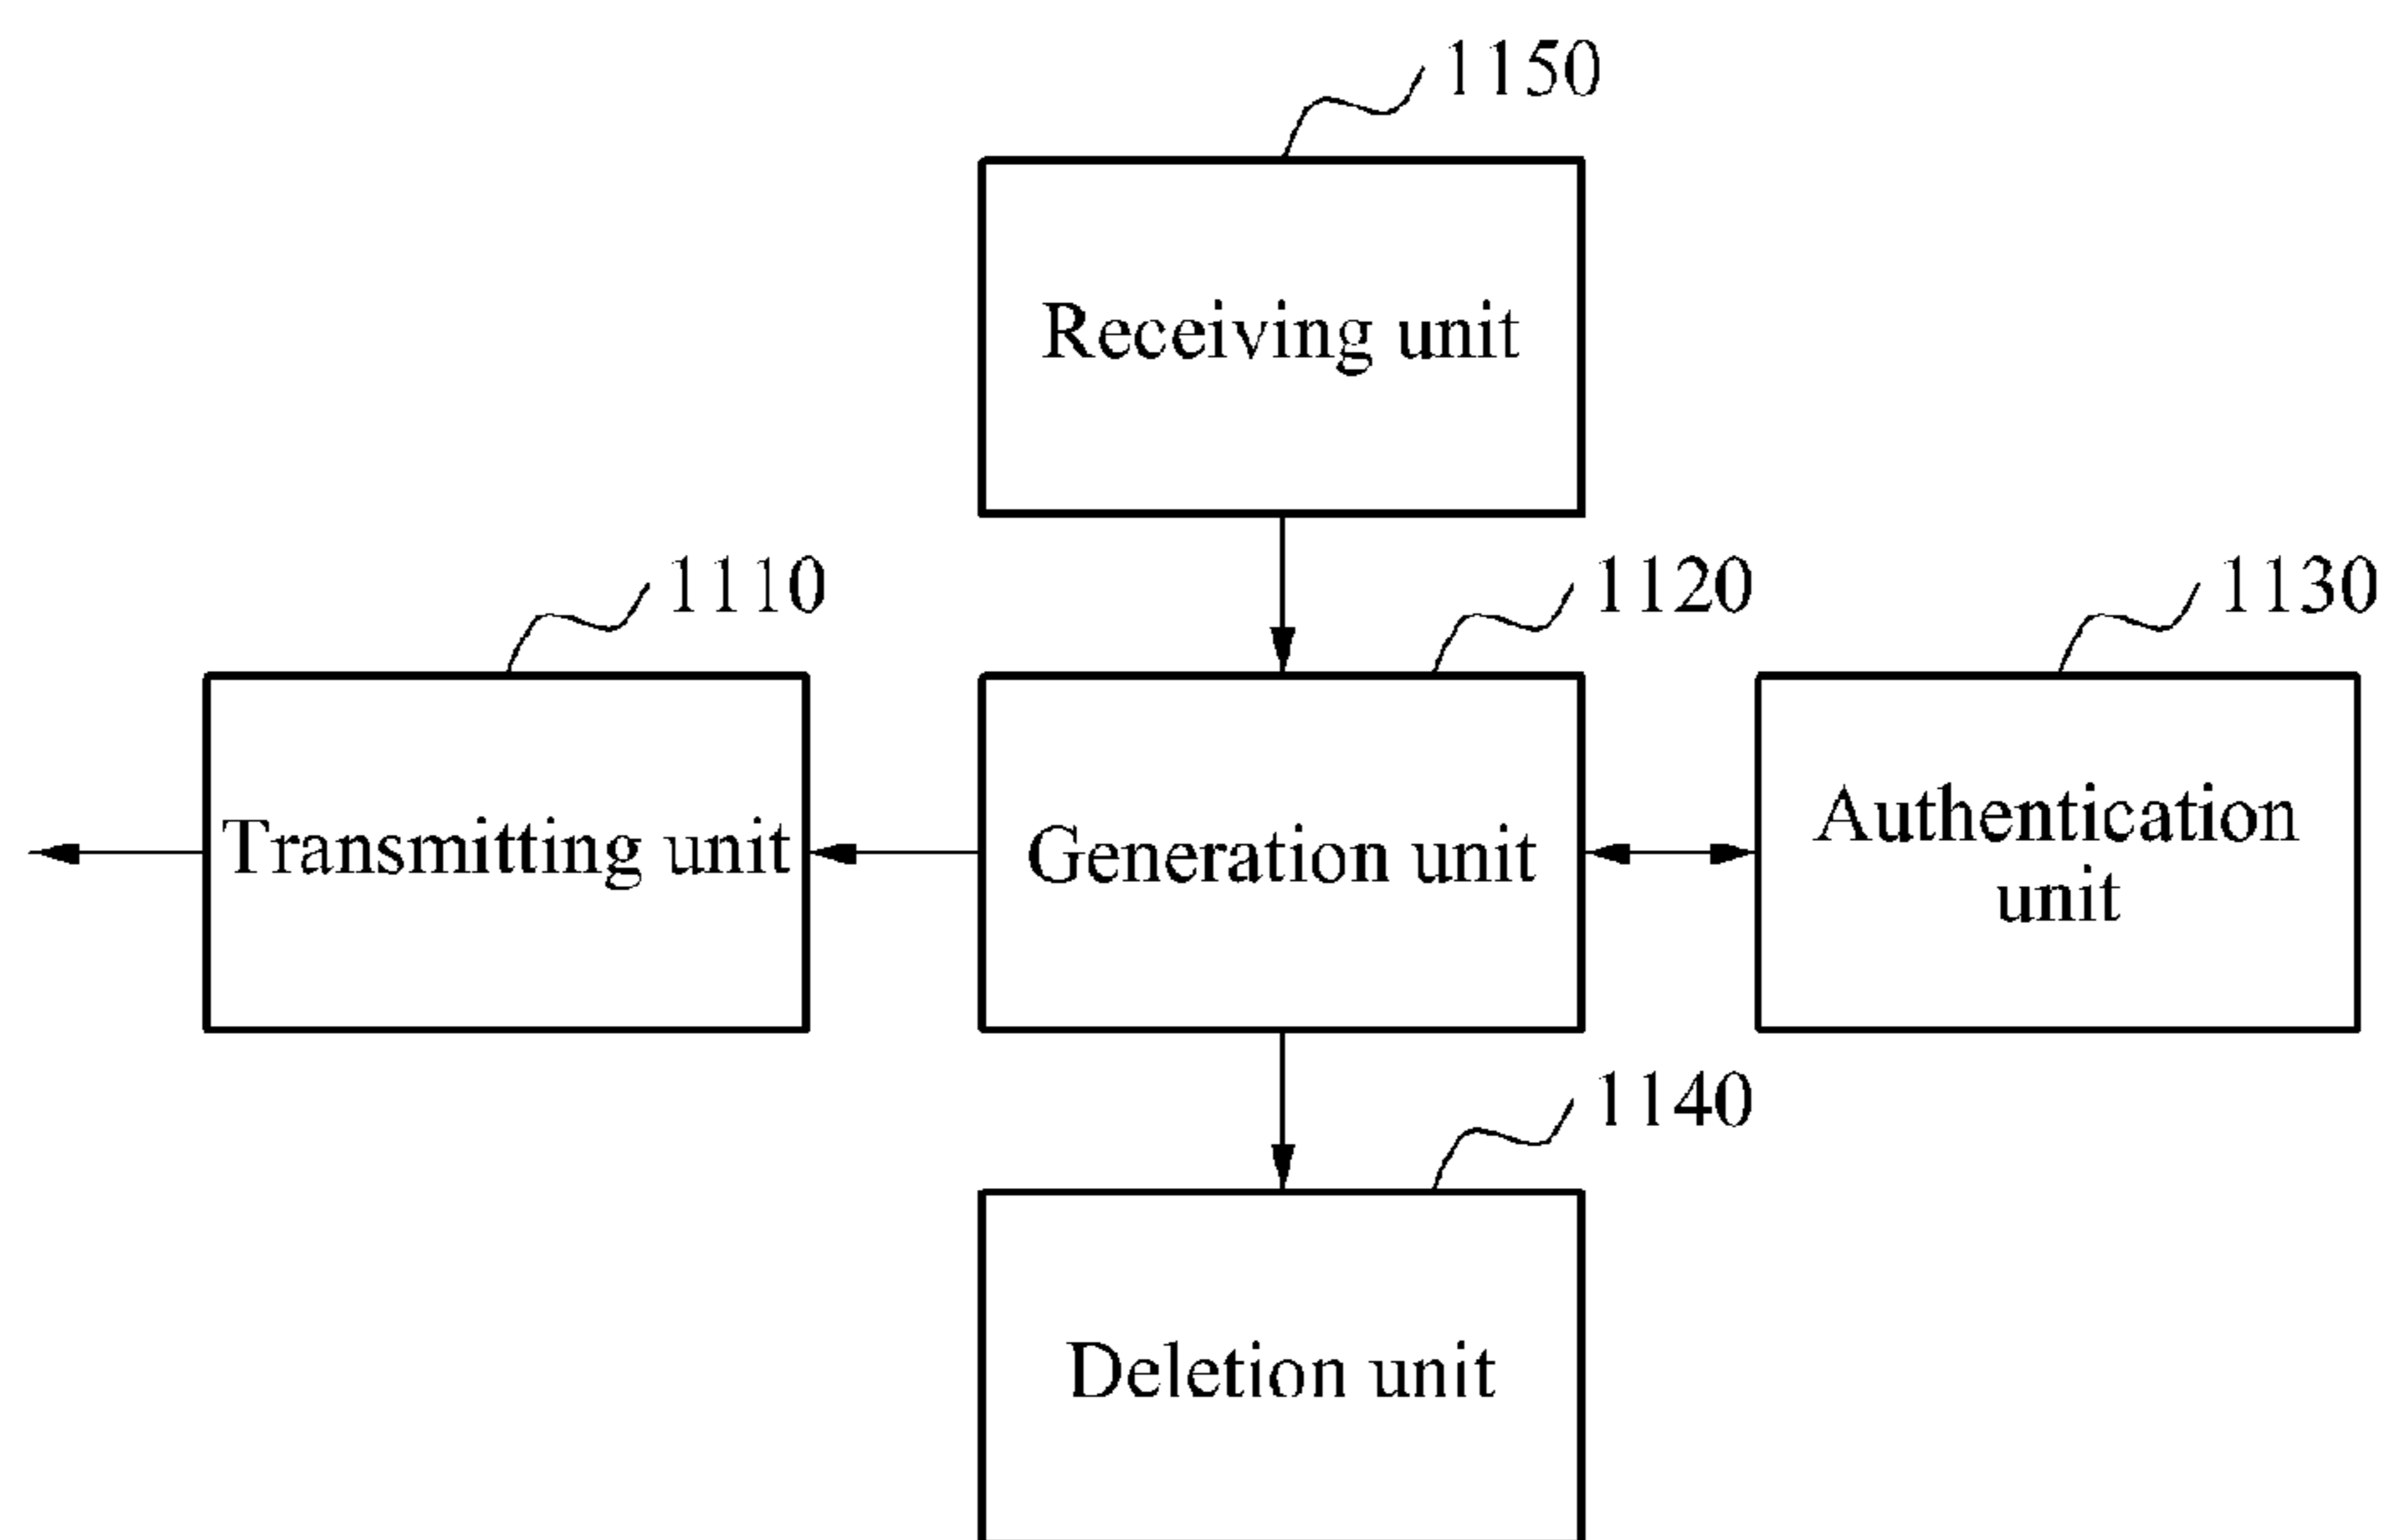 1150
Receiving unit
1110
1120
1130
Transmitting unit
Generation unit
Authentication
unit
1140
Deletion unit